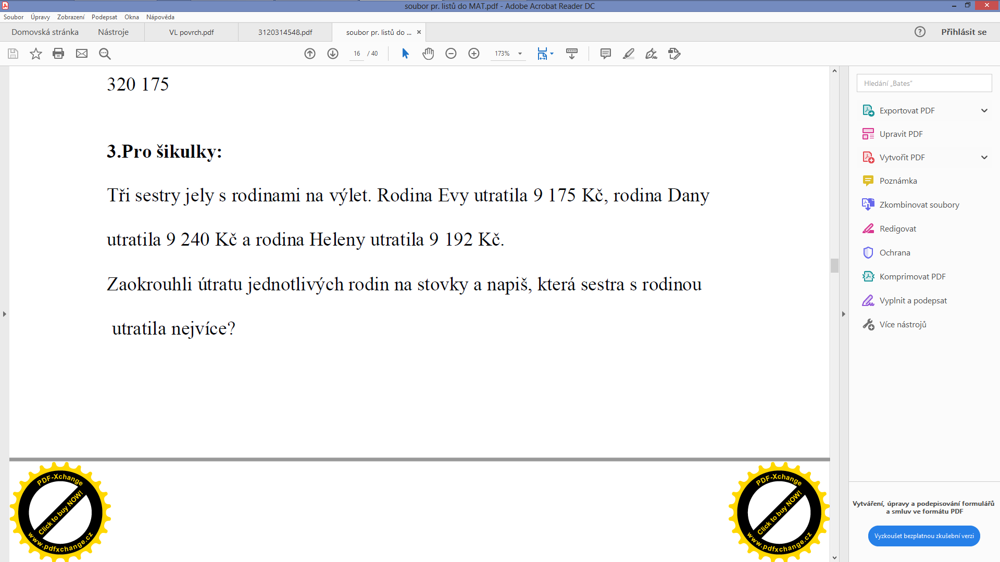 soubor pr. listů do MAT.pdf - Adobe Acrobat Reader DC
Soubor Úpravy Zobrazení Podepsat Okna Nápověda
Domovská stránka Nástroje VL povrch.pdf 3120314548.pdf soubor pr. listů do ... × Přihlásit se
16 / 40 173%
320 175
3.Pro šikulky:
Tři sestry jely s rodinami na výlet. Rodina Evy utratila 9 175 Kč, rodina Dany
utratila 9 240 Kč a rodina Heleny utratila 9 192 Kč.
Zaokrouhli útratu jednotlivých rodin na stovky a napiš, která sestra s rodinou
utratila nejvíce?
PDF-Xchange
Click to buy NOW!
www.pdfxchange.cz
PDF-Xchange
Click to buy NOW!
www.pdfxchange.cz
Hledání „Bates"
Exportovat PDF
Upravit PDF
Vytvořit PDF
Poznámka
Zkombinovat soubory
Redigovat
Ochrana
Komprimovat PDF
Vyplnit a podepsat
Více nástrojů
Vytváření, úpravy a podepisování formulářů
a smluv ve formátu PDF
Vyzkoušet bezplatnou zkušební verzi